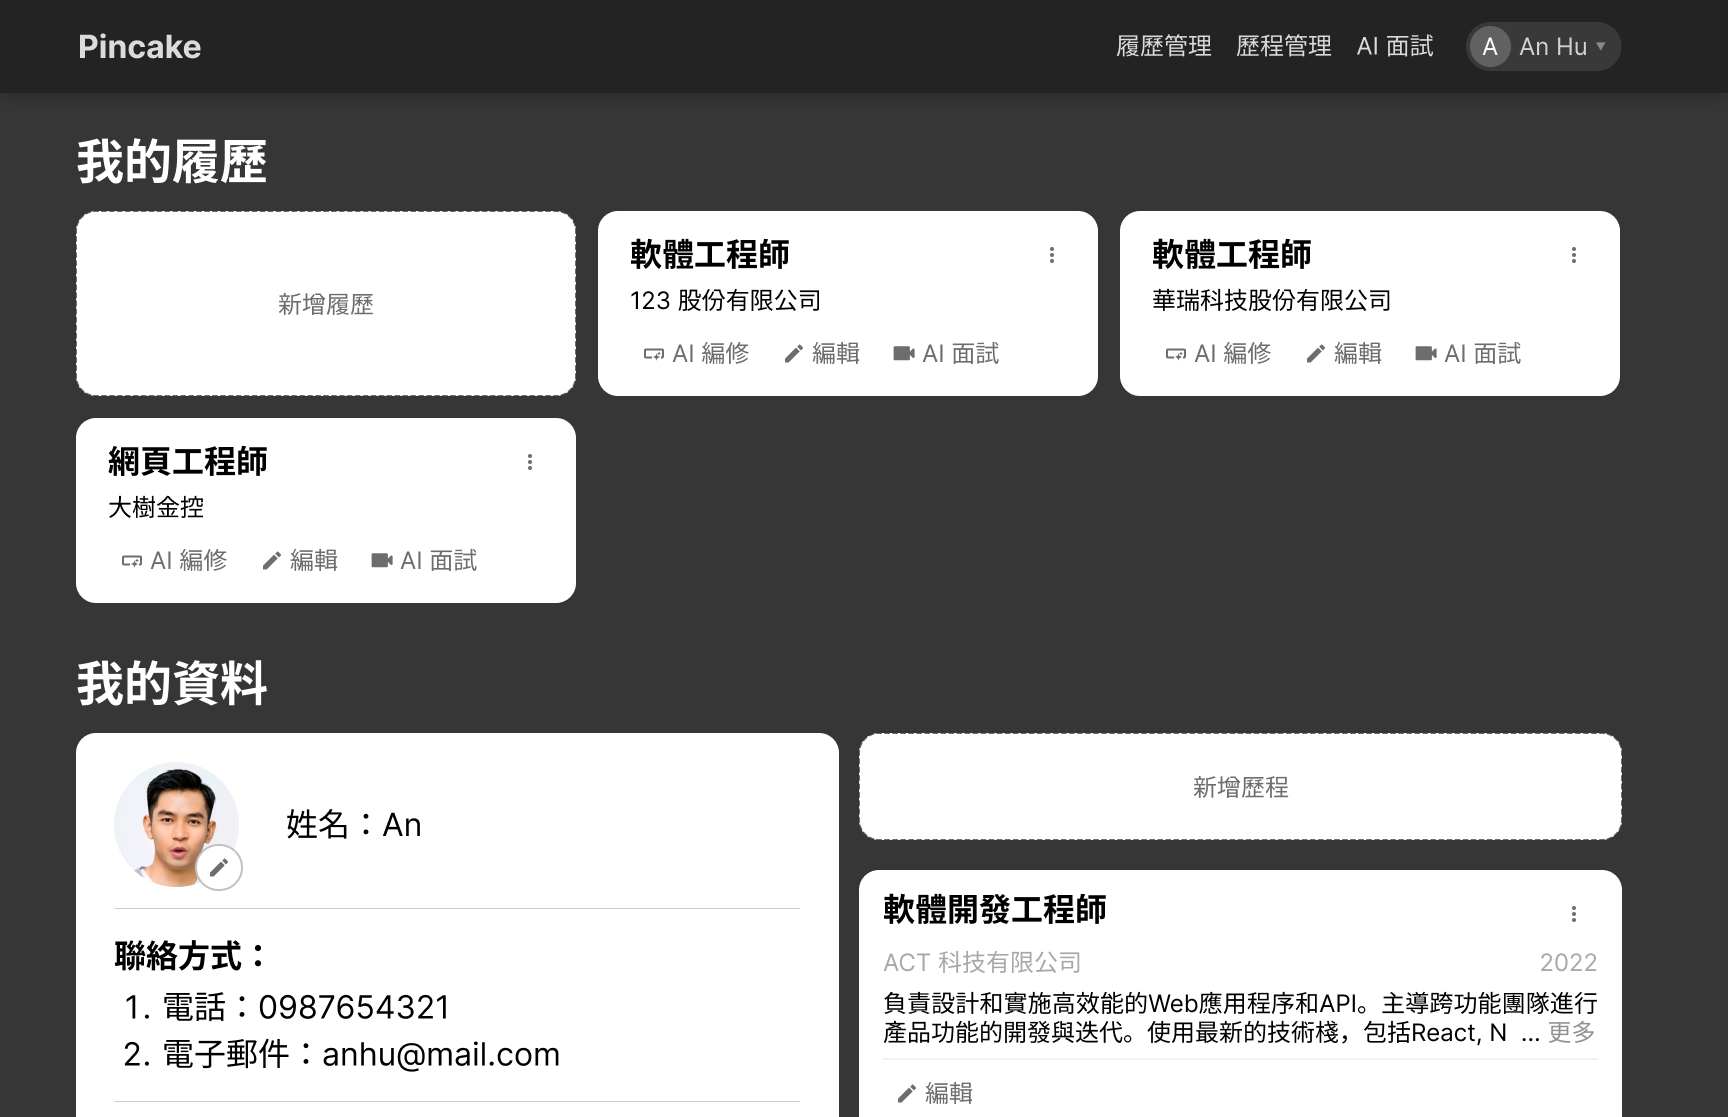 Pincake
履歷管理
歷程管理
AI 面試
A
An Hu
我的履歷
新增履歷
軟體工程師
123 股份有限公司
AI 編修
編輯
AI 面試
軟體工程師
華瑞科技股份有限公司
AI 編修
編輯
AI 面試
網頁工程師
大樹金控
AI 編修
編輯
AI 面試
我的資料
姓名：An
聯絡方式：
1. 電話：0987654321
2. 電子郵件：anhu@mail.com
新增歷程
軟體開發工程師
ACT 科技有限公司
2022
負責設計和實施高效能的Web應用程序和API。主導跨功能團隊進行
產品功能的開發與迭代。使用最新的技術棧，包括React, N ... 更多
編輯